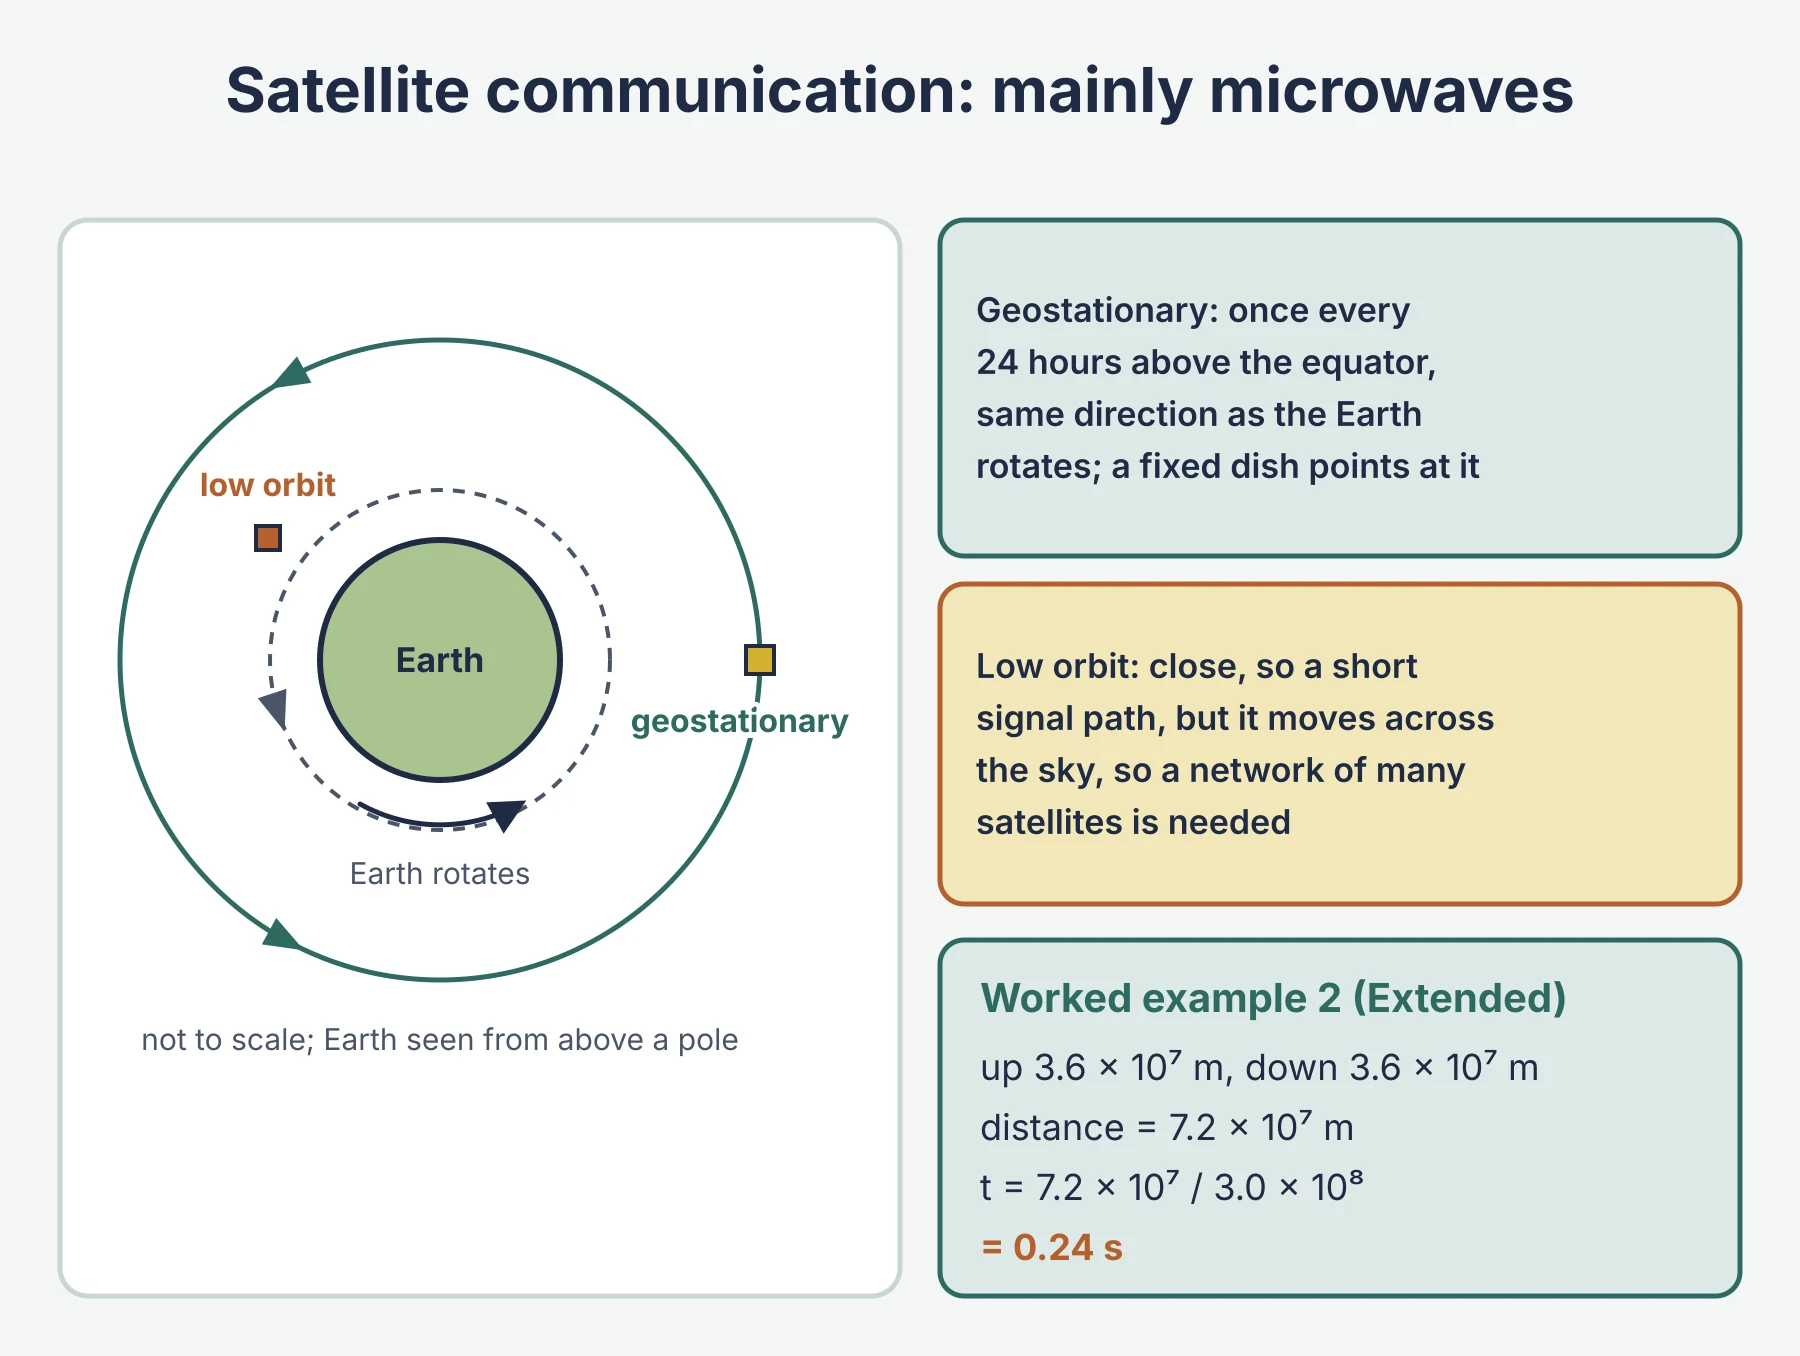 Satellite communication: mainly microwaves
low orbit
Earth
geostationary
Earth rotates
not to scale; Earth seen from above a pole
Geostationary: once every
24 hours above the equator,
same direction as the Earth
rotates; a fixed dish points at it
Low orbit: close, so a short
signal path, but it moves across
the sky, so a network of many
satellites is needed
Worked example 2 (Extended)
up 3.6 × 10⁷ m, down 3.6 × 10⁷ m
distance = 7.2 × 10⁷ m
t = 7.2 × 10⁷ / 3.0 × 10⁸
= 0.24 s